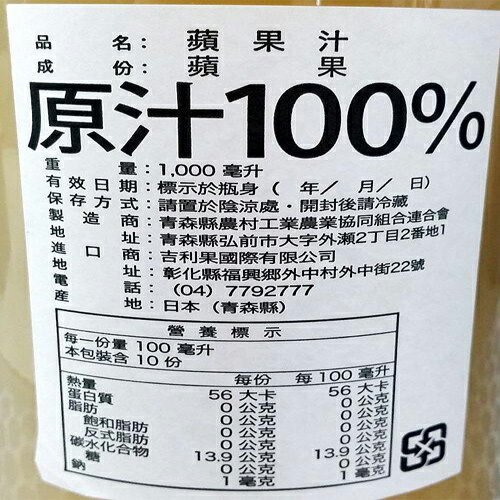 品名：蘋果汁
成份：蘋果
原汁100%
重量：1,000 毫升
有效日期：標示於瓶身（ 年／ 月／ 日）
保存方式：請置於陰涼處・開封後請冷藏
製造商：青森縣農村工業農業協同組合連合會
地址：青森縣弘前市大字外瀬2丁目2番地1
進口商：吉利果國際有限公司
地址：彰化縣福興鄉外中村外中街22號
電話：（04）7792777
產地：日本（青森縣）
營養標示
每一份量 100 毫升
本包裝含 10 份
每份 每 100 毫升
熱量 56 大卡 56 大卡
蛋白質 0 公克 0 公克
脂肪 0 公克 0 公克
飽和脂肪 0 公克 0 公克
反式脂肪 0 公克 0 公克
碳水化合物 13.9 公克 13.9 公克
糖 0 公克 0 公克
鈉 1 毫克 1 毫克